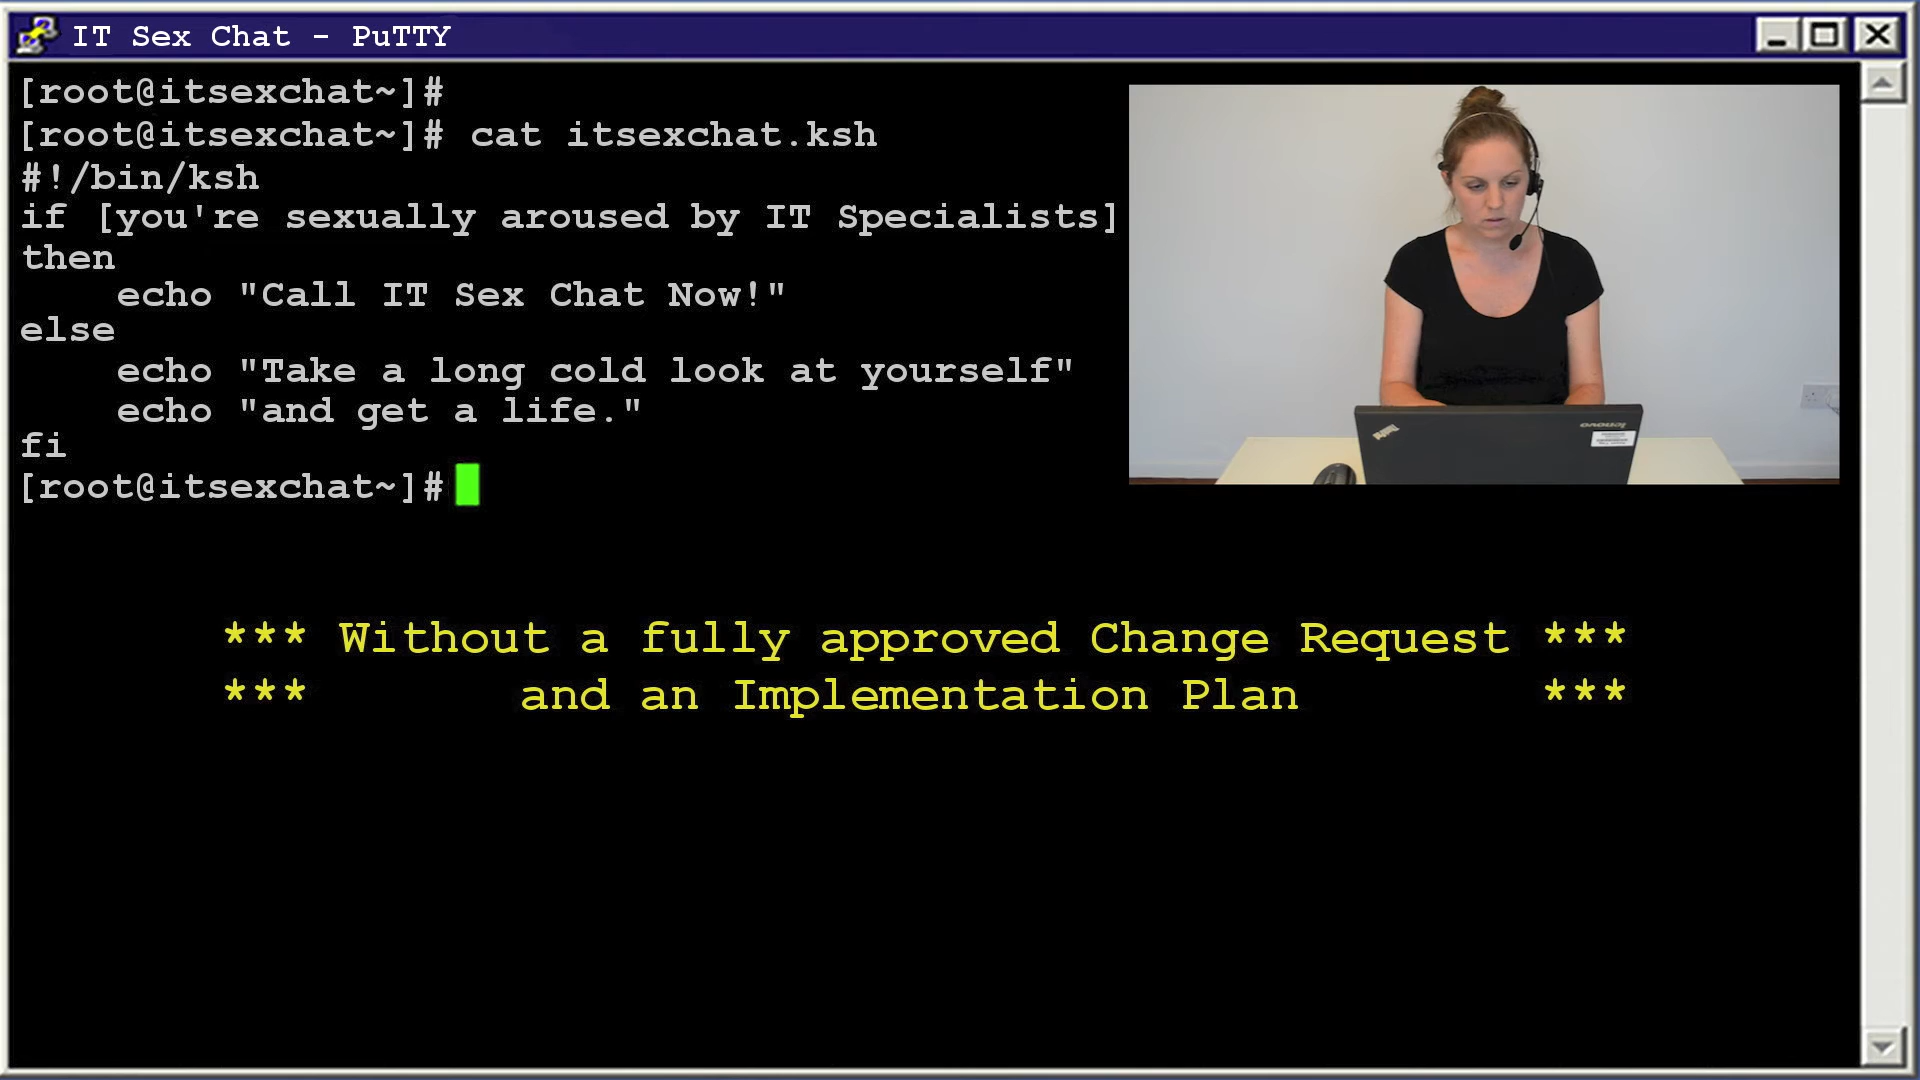 IT Sex Chat - PuTTY
[root@itsexchat~]#
[root@itsexchat~]# cat itsexchat.ksh
#!/bin/ksh
if [you're sexually aroused by IT Specialists]
then
echo "Call IT Sex Chat Now!"
else
echo "Take a long cold look at yourself"
echo "and get a life."
fi
[root@itsexchat~]#
lenovo
*** Without a fully approved Change Request ***
*** and an Implementation Plan ***